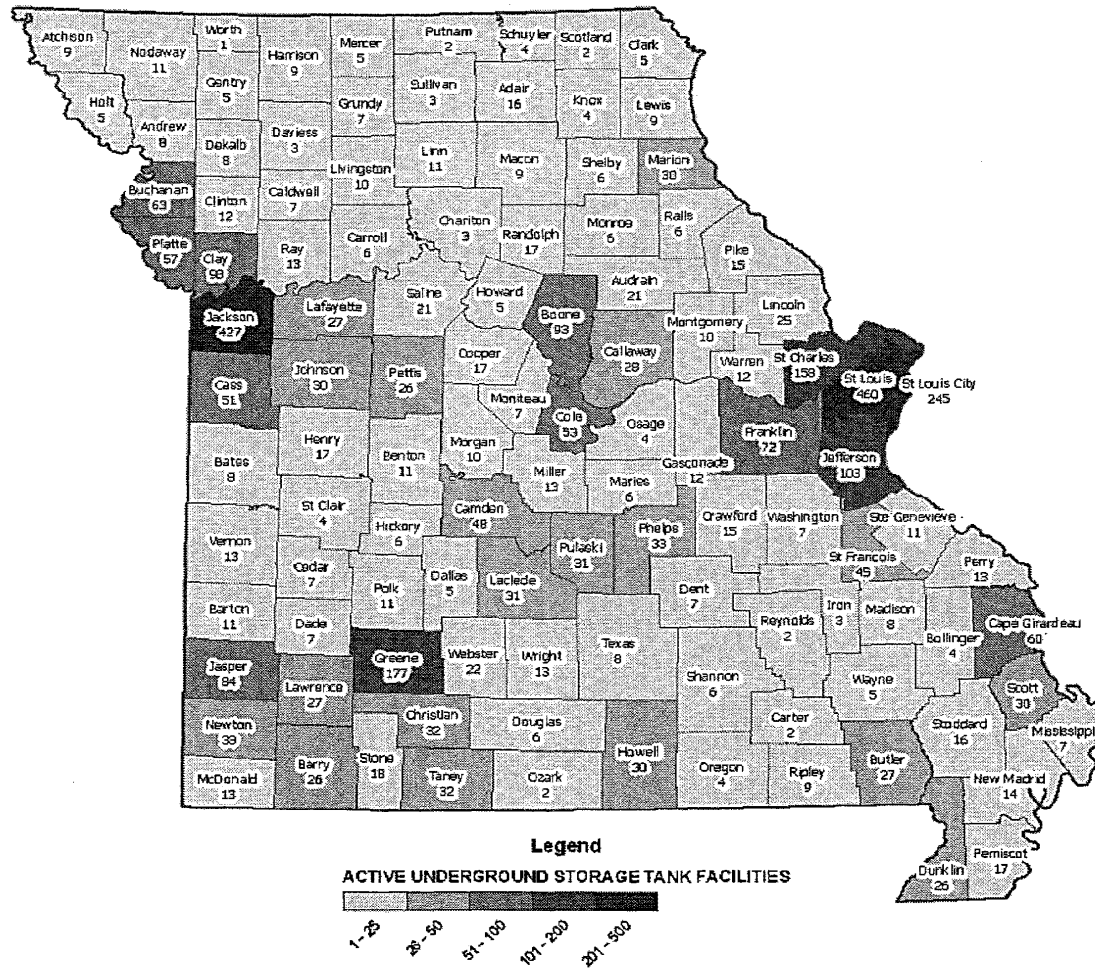 Atchison
9
Nodaway
11
Worth
1
Harrison
9
Mercer
5
Putnam
2
Schuyler
4
Scotland
2
Clark
5
Holt
5
Gentry
5
Sullivan
3
Adair
16
Knox
4
Lewis
9
Andrew
8
Dekalb
8
Daviess
3
Grundy
7
Linn
11
Macon
9
Shelby
6
Marion
30
Buchanan
63
Clinton
12
Caldwell
7
Livingston
10
Chariton
3
Randolph
17
Monroe
6
Ralls
6
Pike
15
Platte
57
Clay
98
Ray
13
Carroll
6
Audrain
21
Jackson
427
Lafayette
27
Saline
21
Howard
5
Boone
93
Callaway
28
Montgomery
10
Lincoln
25
Warren
12
St Charles
158
St Louis
460
St Louis City
245
Cass
51
Johnson
30
Pettis
26
Cooper
17
Moniteau
7
Cole
53
Osage
4
Gasconade
12
Franklin
72
Jefferson
103
Bates
8
Henry
17
Benton
11
Morgan
10
Miller
13
Maries
6
St Clair
4
Hickory
6
Camden
48
Pulaski
31
Phelps
33
Crawford
15
Washington
7
St Francois
45
Ste Genevieve
11
Perry
13
Vernon
13
Cedar
7
Polk
11
Dallas
5
Laclede
31
Dent
7
Iron
3
Madison
8
Bollinger
4
Cape Girardeau
60
Barton
11
Dade
7
Greene
177
Webster
22
Wright
13
Texas
8
Reynolds
2
Shannon
6
Wayne
5
Scott
30
Jasper
84
Lawrence
27
Christian
32
Douglas
6
Howell
30
Carter
2
Stoddard
16
Mississippi
7
Newton
39
Barry
26
Stone
18
Taney
32
Ozark
2
Oregon
4
Ripley
9
Butler
27
New Madrid
14
McDonald
13
Dunklin
26
Pemiscot
17
Legend
ACTIVE UNDERGROUND STORAGE TANK FACILITIES
1 - 25
26 - 50
51 - 100
101 - 200
201 - 500